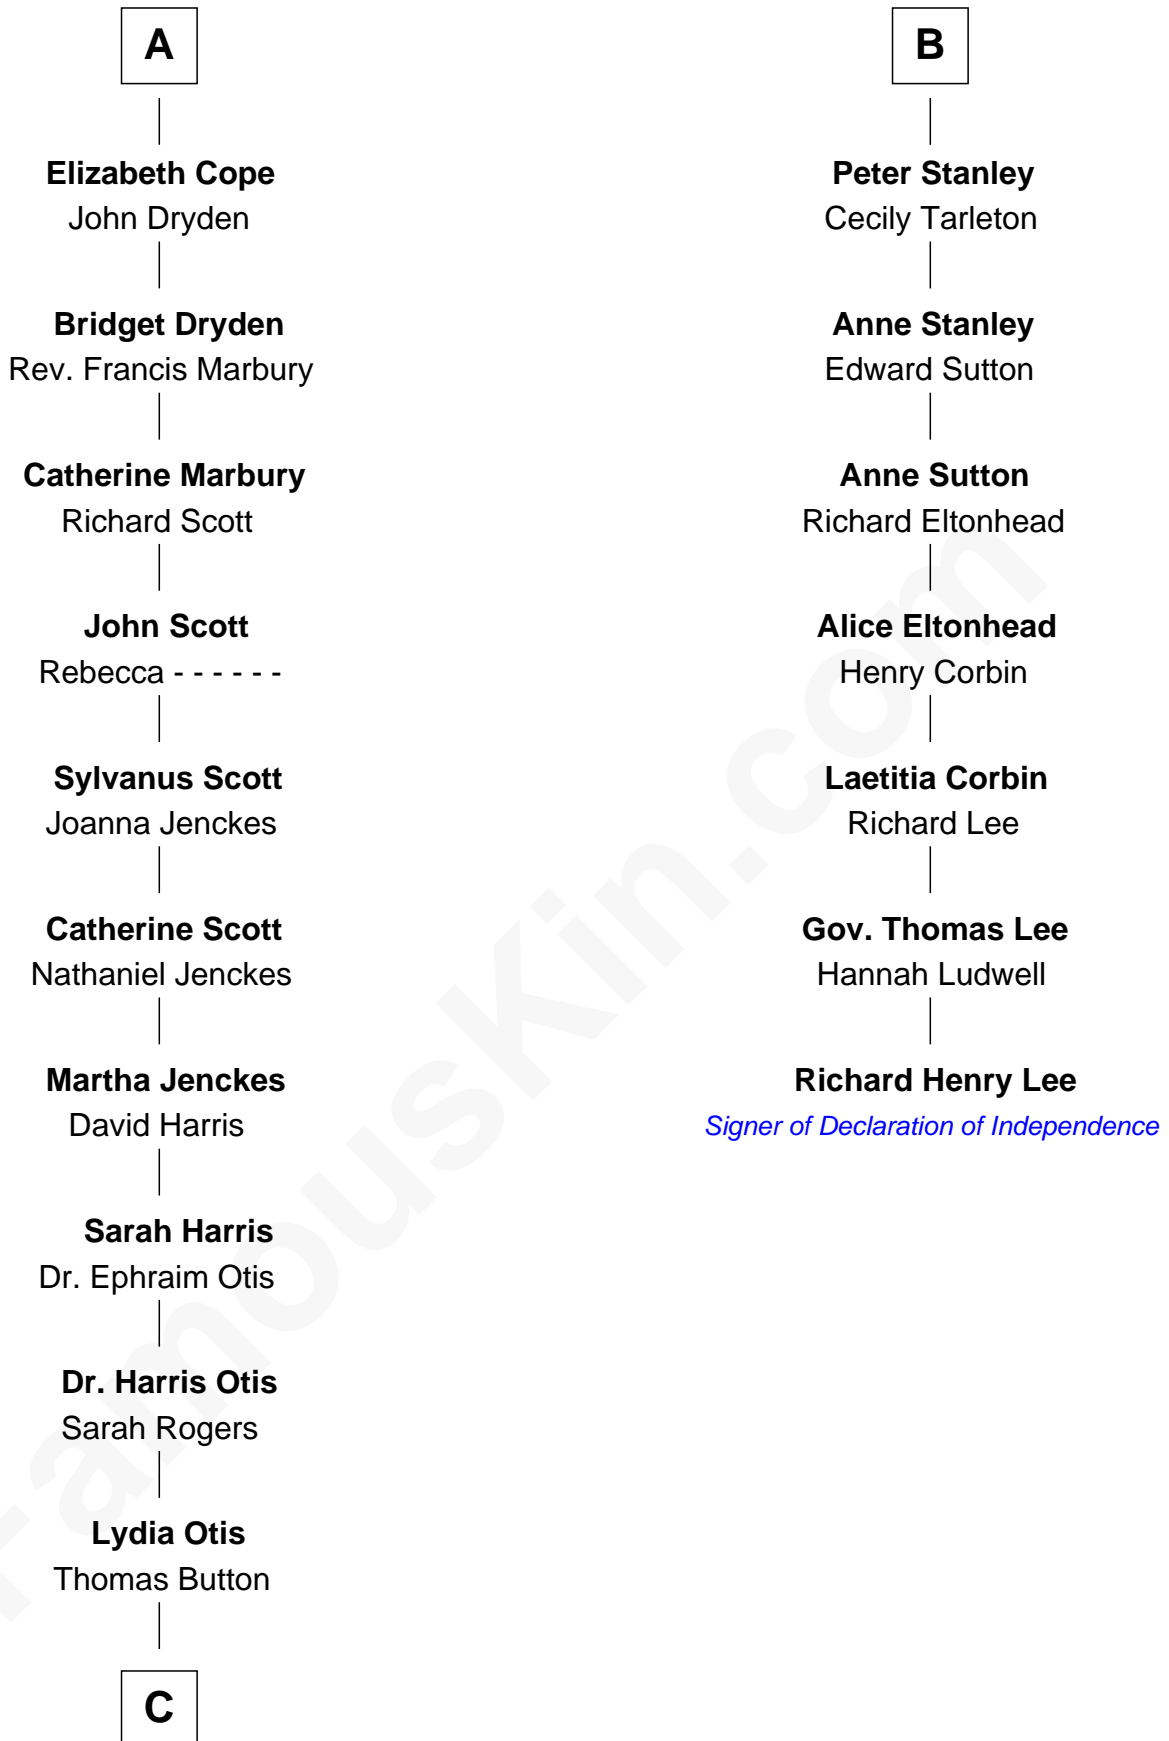 A
Elizabeth Cope
John Dryden
Bridget Dryden
Rev. Francis Marbury
Catherine Marbury
Richard Scott
John Scott
Rebecca - - - - - -
Sylvanus Scott
Joanna Jenckes
Catherine Scott
Nathaniel Jenckes
Martha Jenckes
David Harris
Sarah Harris
Dr. Ephraim Otis
Dr. Harris Otis
Sarah Rogers
Lydia Otis
Thomas Button
C
B
Peter Stanley
Cecily Tarleton
Anne Stanley
Edward Sutton
Anne Sutton
Richard Eltonhead
Alice Eltonhead
Henry Corbin
Laetitia Corbin
Richard Lee
Gov. Thomas Lee
Hannah Ludwell
Richard Henry Lee
Signer of Declaration of Independence
FamousKin.com